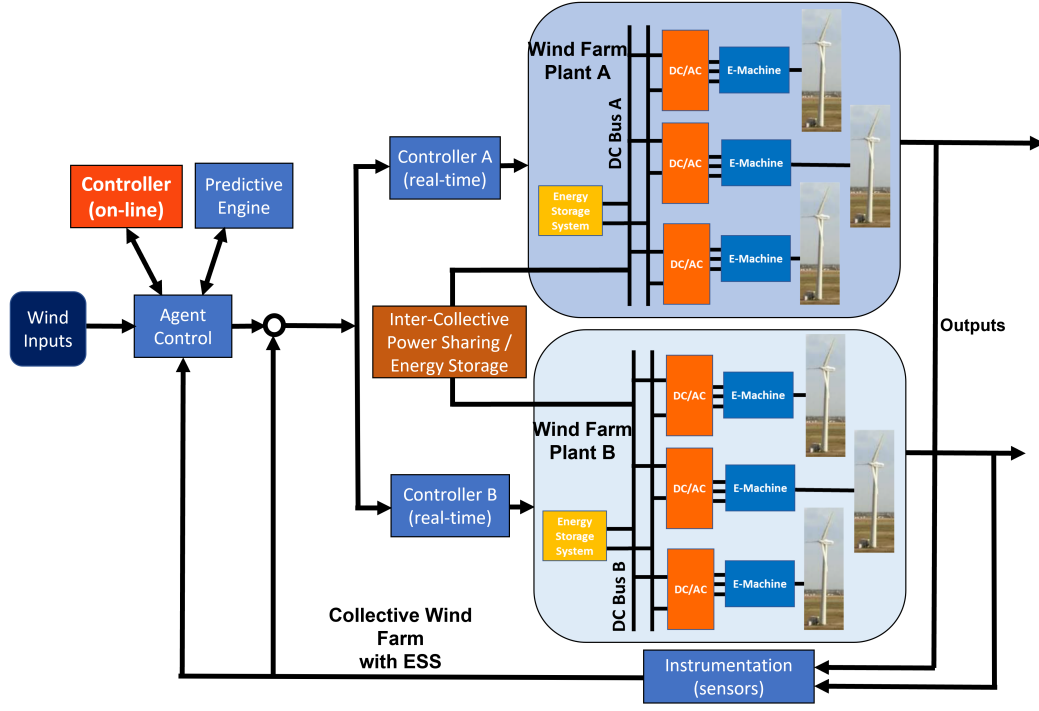 Wind Farm
Plant A
DC Bus A
DC/AC
E-Machine
DC/AC
E-Machine
DC/AC
E-Machine
Energy
Storage
System
Controller A
(real-time)
Controller
(on-line)
Predictive
Engine
Wind
Inputs
Agent
Control
Inter-Collective
Power Sharing /
Energy Storage
Outputs
Wind Farm
Plant B
DC Bus B
DC/AC
E-Machine
DC/AC
E-Machine
DC/AC
E-Machine
Energy
Storage
System
Controller B
(real-time)
Collective Wind
Farm
with ESS
Instrumentation
(sensors)